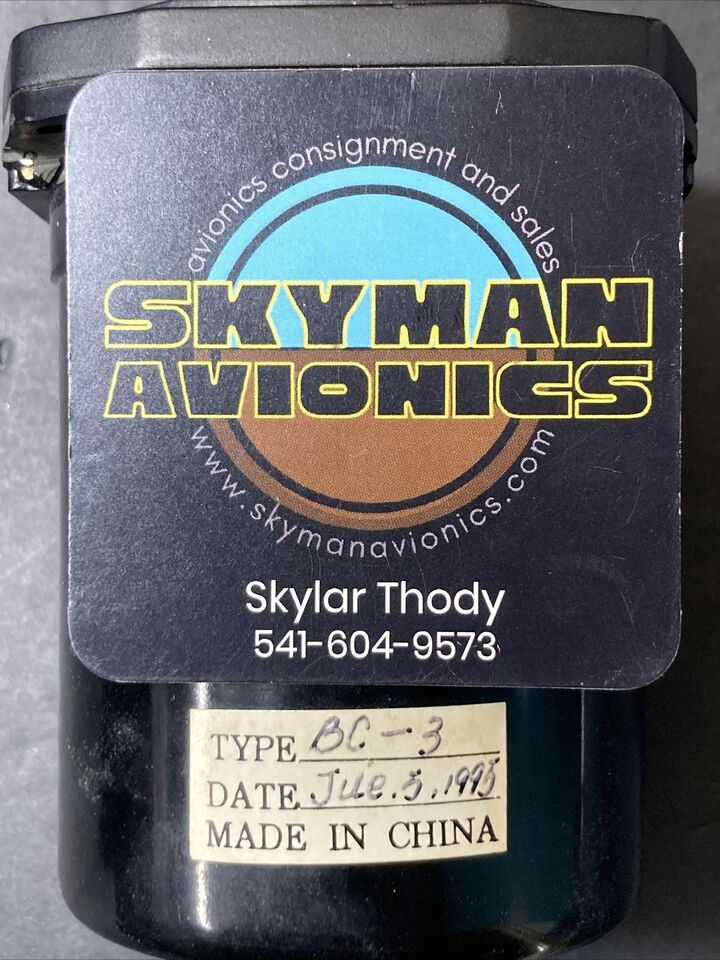 avionics consignment and sales
SKYMAN
AVIONICS
www.skymanavionics.com
Skylar Thody
541-604-9573
TYPE BC-3
DATE Jue.5.1995
MADE IN CHINA